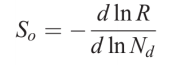 S_o = - \frac{d \ln R}{d \ln N_d}